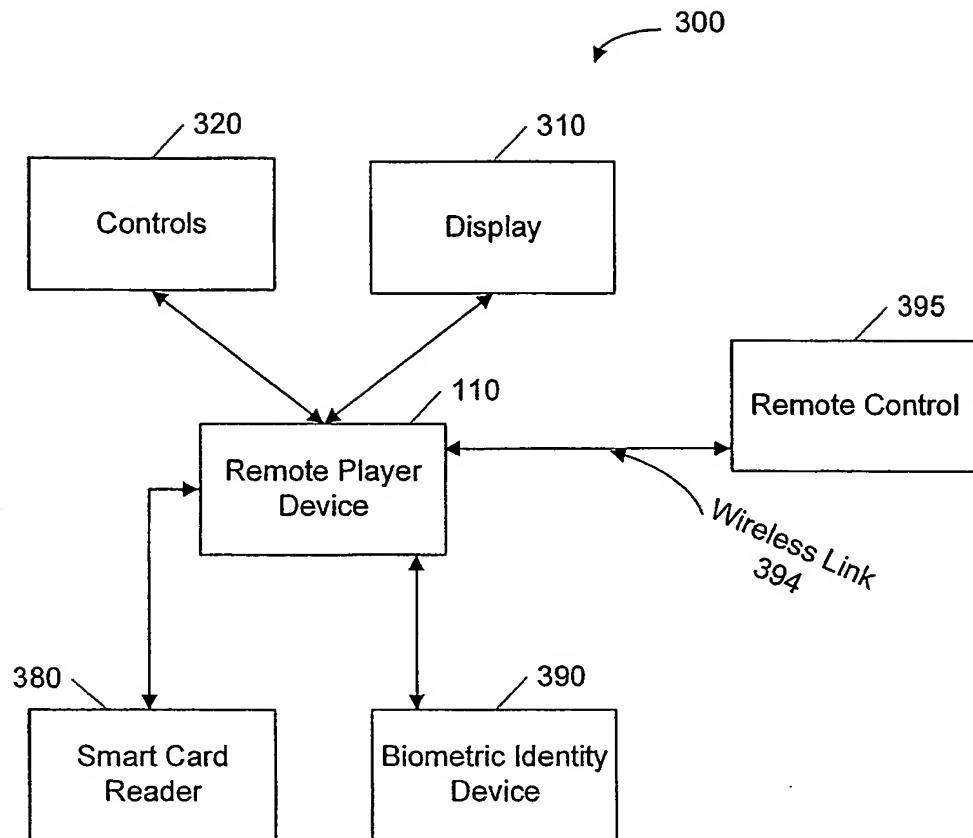 300
320
310
Controls
Display
395
Remote Control
110
Remote Player
Device
Wireless Link
394
380
390
Smart Card
Reader
Biometric Identity
Device